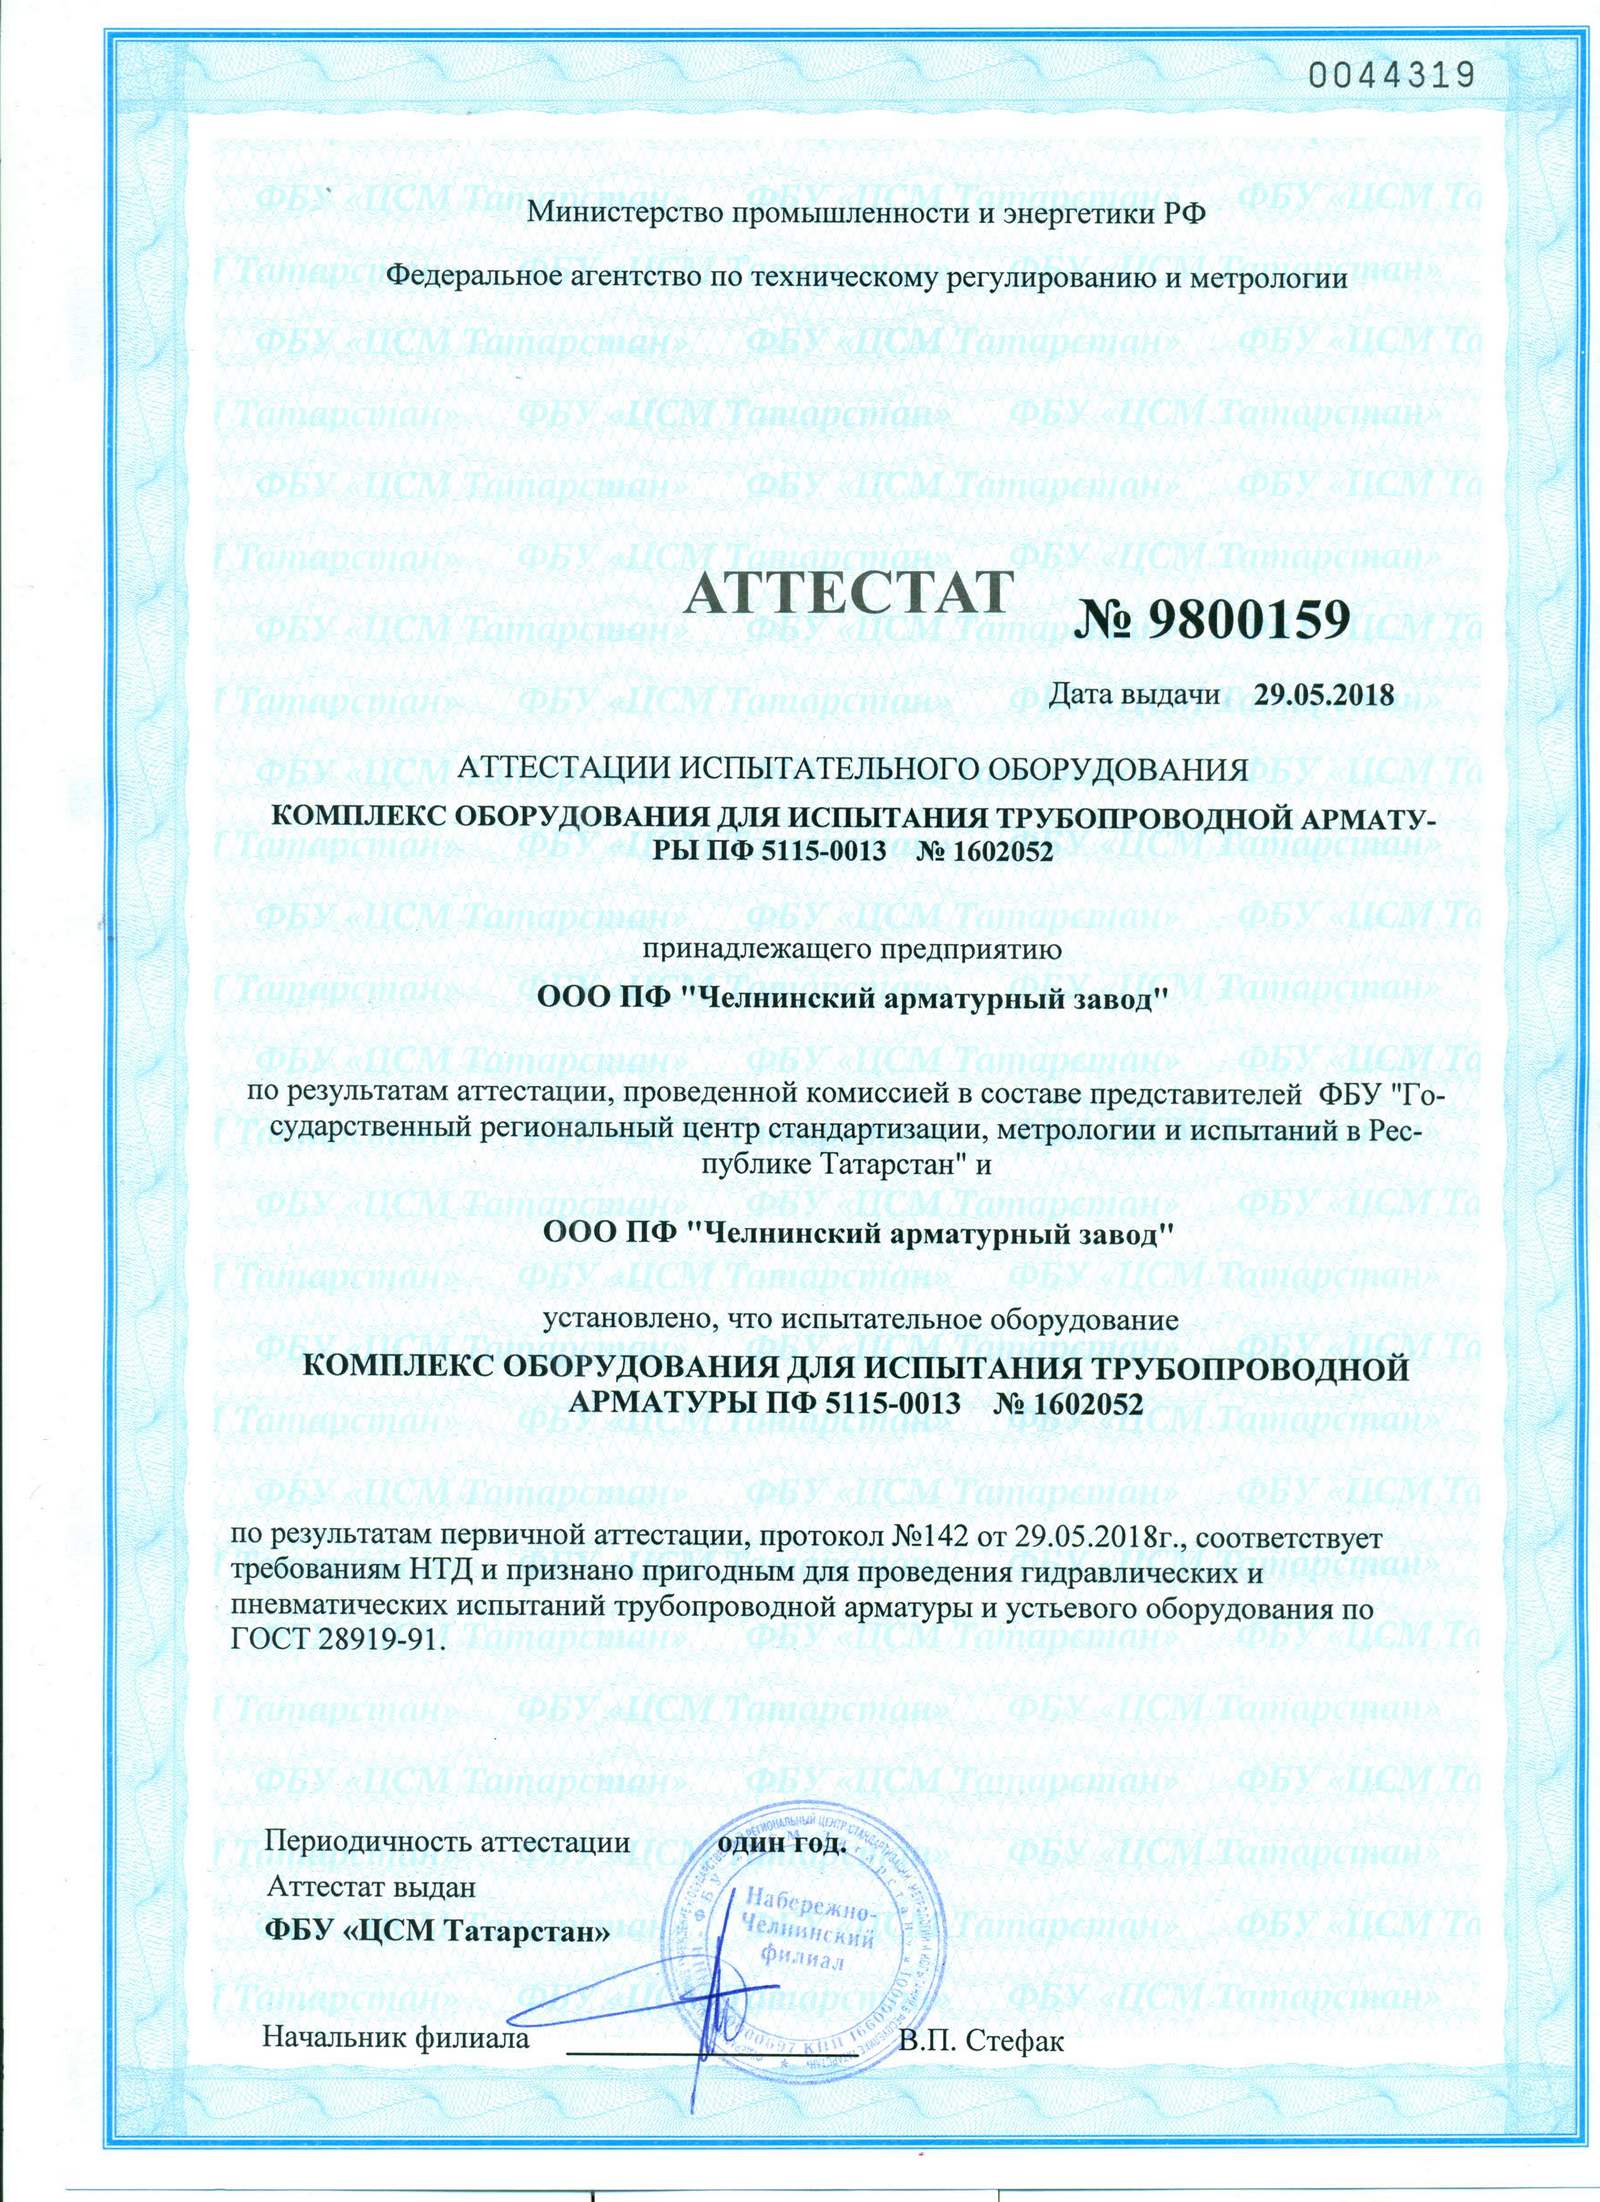 0044319
Министерство промышленности и энергетики РФ
Федеральное агентство по техническому регулированию и метрологии
АТТЕСТАТ
№ 9800159
Дата выдачи 29.05.2018
АТТЕСТАЦИИ ИСПЫТАТЕЛЬНОГО ОБОРУДОВАНИЯ
КОМПЛЕКС ОБОРУДОВАНИЯ ДЛЯ ИСПЫТАНИЯ ТРУБОПРОВОДНОЙ АРМАТУ-
РЫ ПФ 5115-0013 № 1602052
принадлежащего предприятию
ООО ПФ "Челнинский арматурный завод"
по результатам аттестации, проведенной комиссией в составе представителей ФБУ "Го-
сударственный региональный центр стандартизации, метрологии и испытаний в Рес-
публике Татарстан" и
ООО ПФ "Челнинский арматурный завод"
установлено, что испытательное оборудование
КОМПЛЕКС ОБОРУДОВАНИЯ ДЛЯ ИСПЫТАНИЯ ТРУБОПРОВОДНОЙ
АРМАТУРЫ ПФ 5115-0013 № 1602052
по результатам первичной аттестации, протокол №142 от 29.05.2018г., соответствует
требованиям НТД и признано пригодным для проведения гидравлических и
пневматических испытаний трубопроводной арматуры и устьевого оборудования по
ГОСТ 28919-91.
Периодичность аттестации один год.
Аттестат выдан
ФБУ «ЦСМ Татарстан»
Набережно-
Челнинский
филиал
Начальник филиала В.П. Стефак